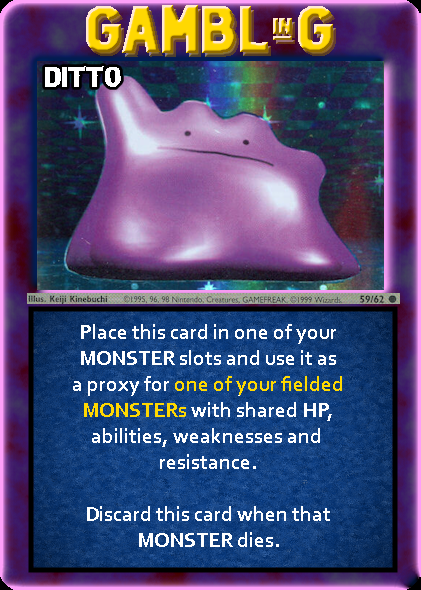 GAMBLING
DITTO
Illus. Keiji Kinebuchi ©1995, 96, 98 Nintendo, Creatures, GAMEFREAK. ©1999 Wizards. 59/62
Place this card in one of your
MONSTER slots and use it as
a proxy for one of your fielded
MONSTERs with shared HP,
abilities, weaknesses and
resistance.
Discard this card when that
MONSTER dies.